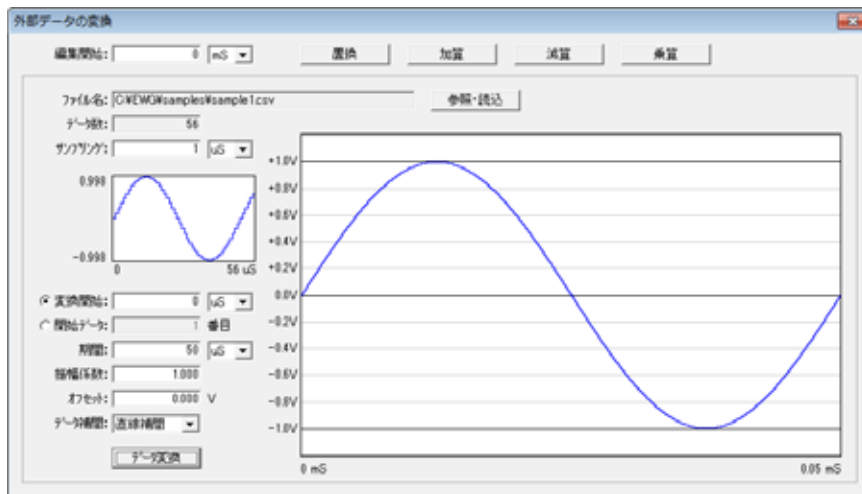 外部データの変換
編集開始: 0 mS 置換 加算 減算 乗算
ファイル名: C:¥EWG¥samples¥sample1.csv 参照・読込
データ数: 56
サンプリング: 1 uS
0.998
-0.998
0 56 uS
変換開始: 0 uS
開始データ: 1 番目
期間: 50 uS
振幅係数: 1.000
オフセット: 0.000 V
データ補間: 直線補間
データ変換
+1.0V
+0.8V
+0.6V
+0.4V
+0.2V
0.0V
-0.2V
-0.4V
-0.6V
-0.8V
-1.0V
0 mS 0.05 mS